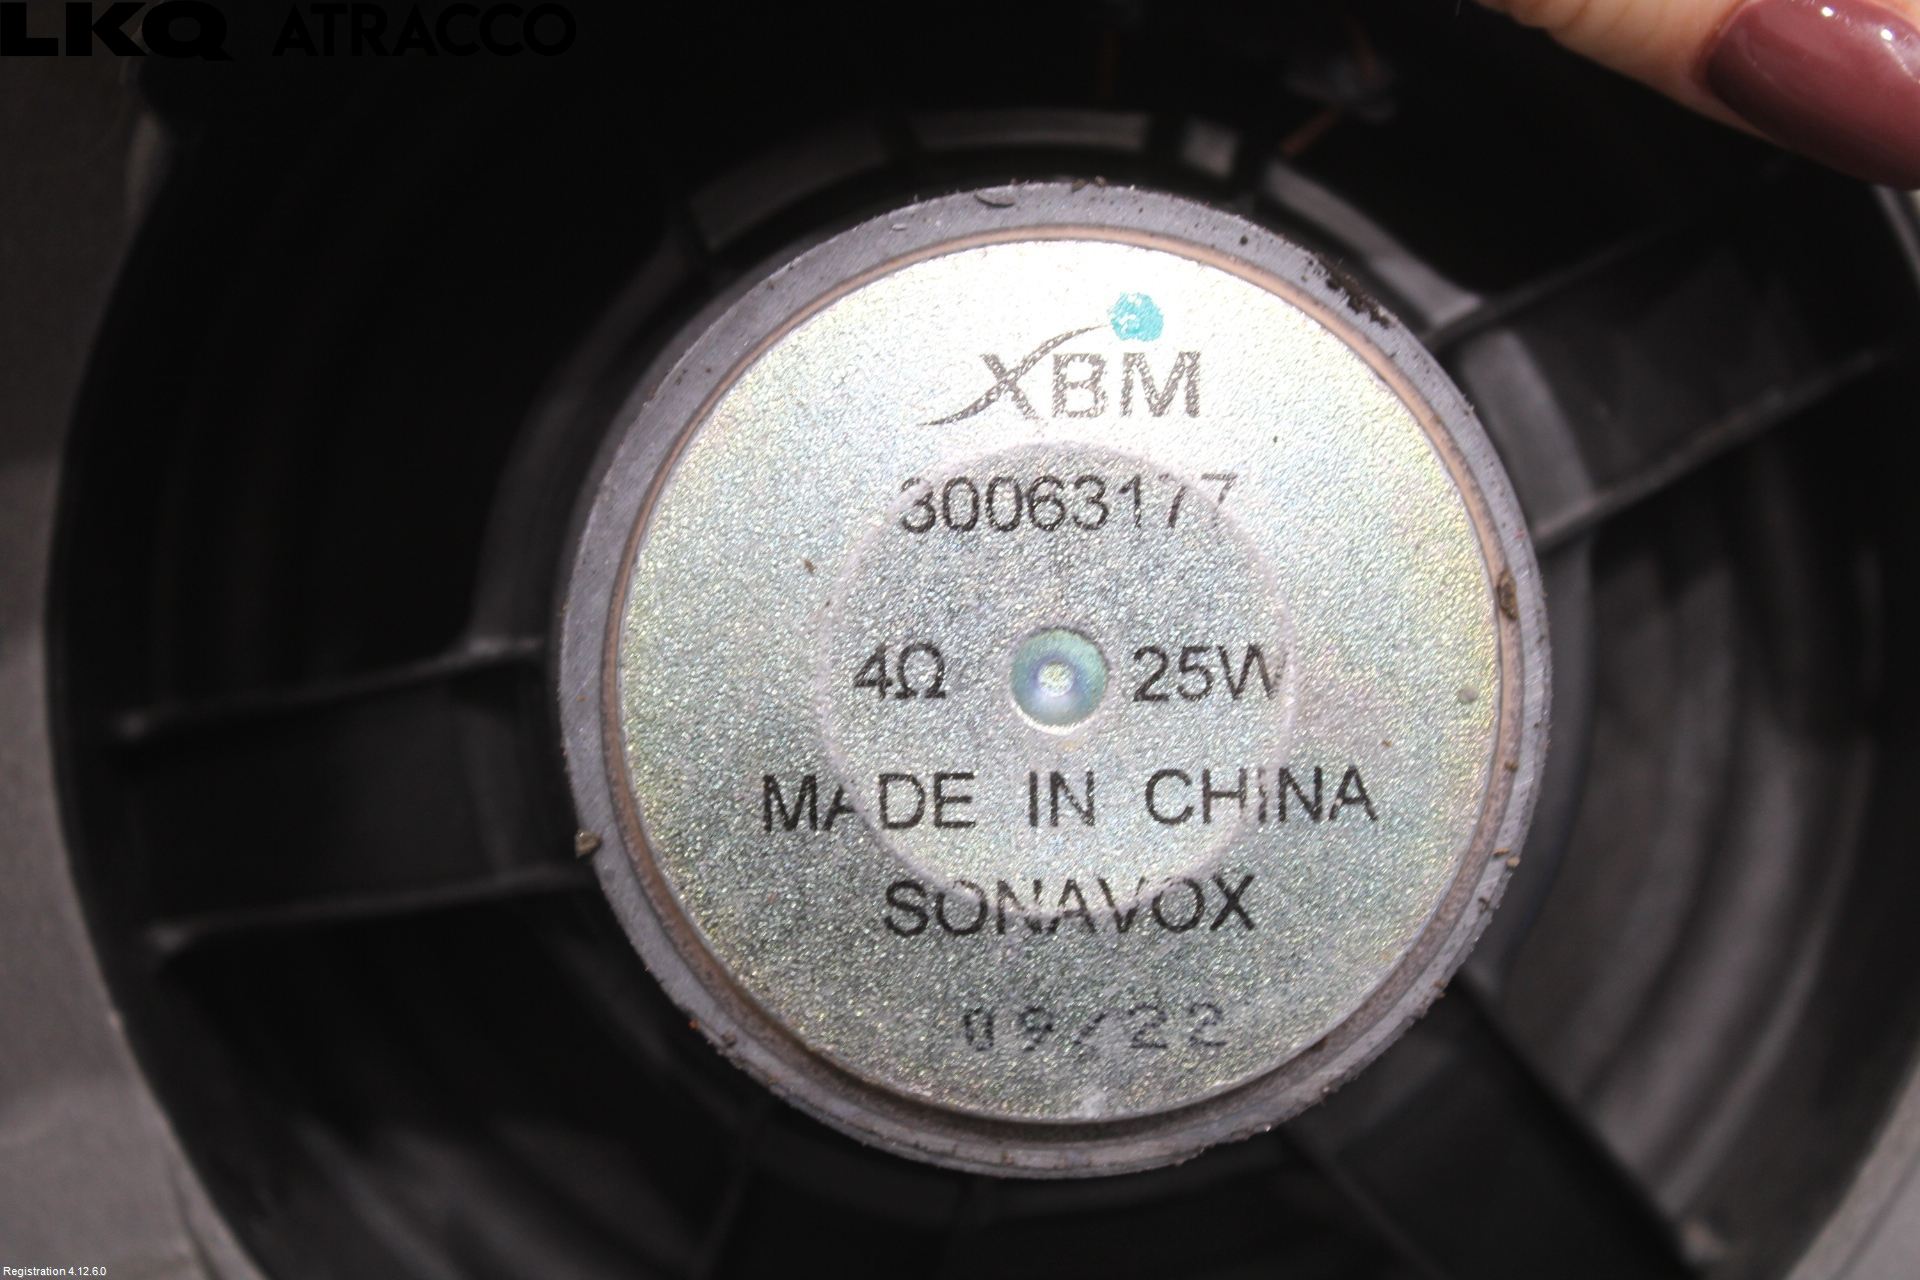 LKQ ATRACCO
XBM
30063177
4Ω 25W
MADE IN CHINA
SONAVOX
09/22
Registration 4.12.6.0